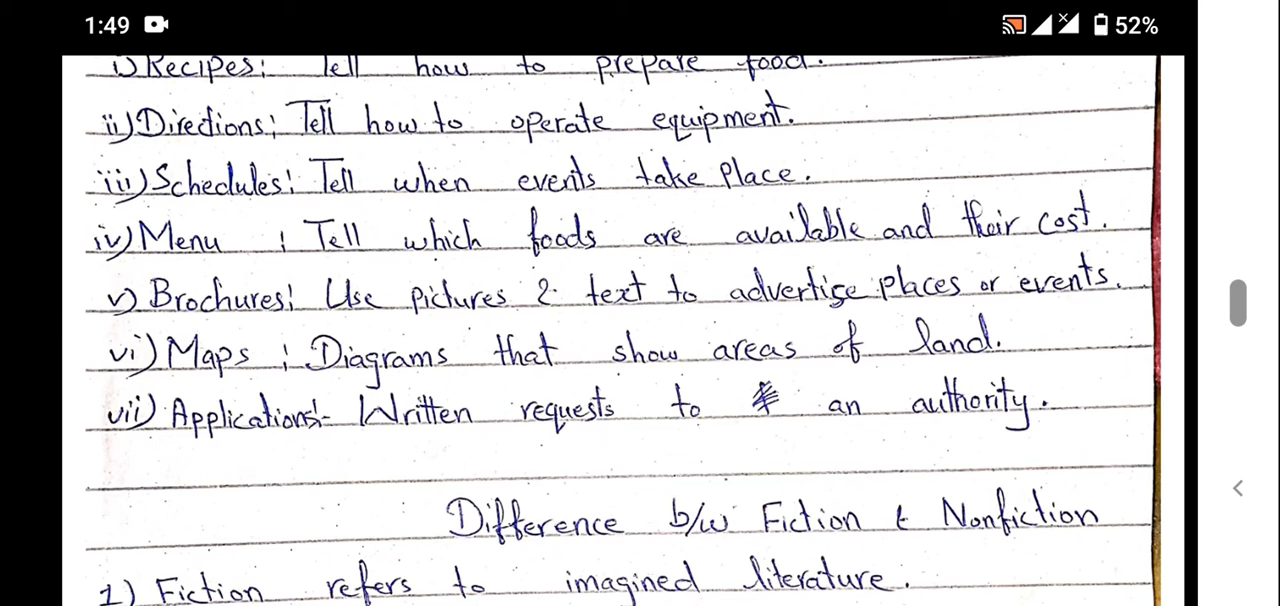 1:49 52%
i) Recipes: Tell how to prepare food.
ii) Directions: Tell how to operate equipment.
iii) Schedules: Tell when events take place.
iv) Menu : Tell which foods are available and their cost.
v) Brochures: Use pictures & text to advertise places or events.
vi) Maps : Diagrams that show areas of land.
vii) Applications:- Written requests to an authority.
Difference b/w Fiction & Nonfiction
1) Fiction refers to imagined literature.